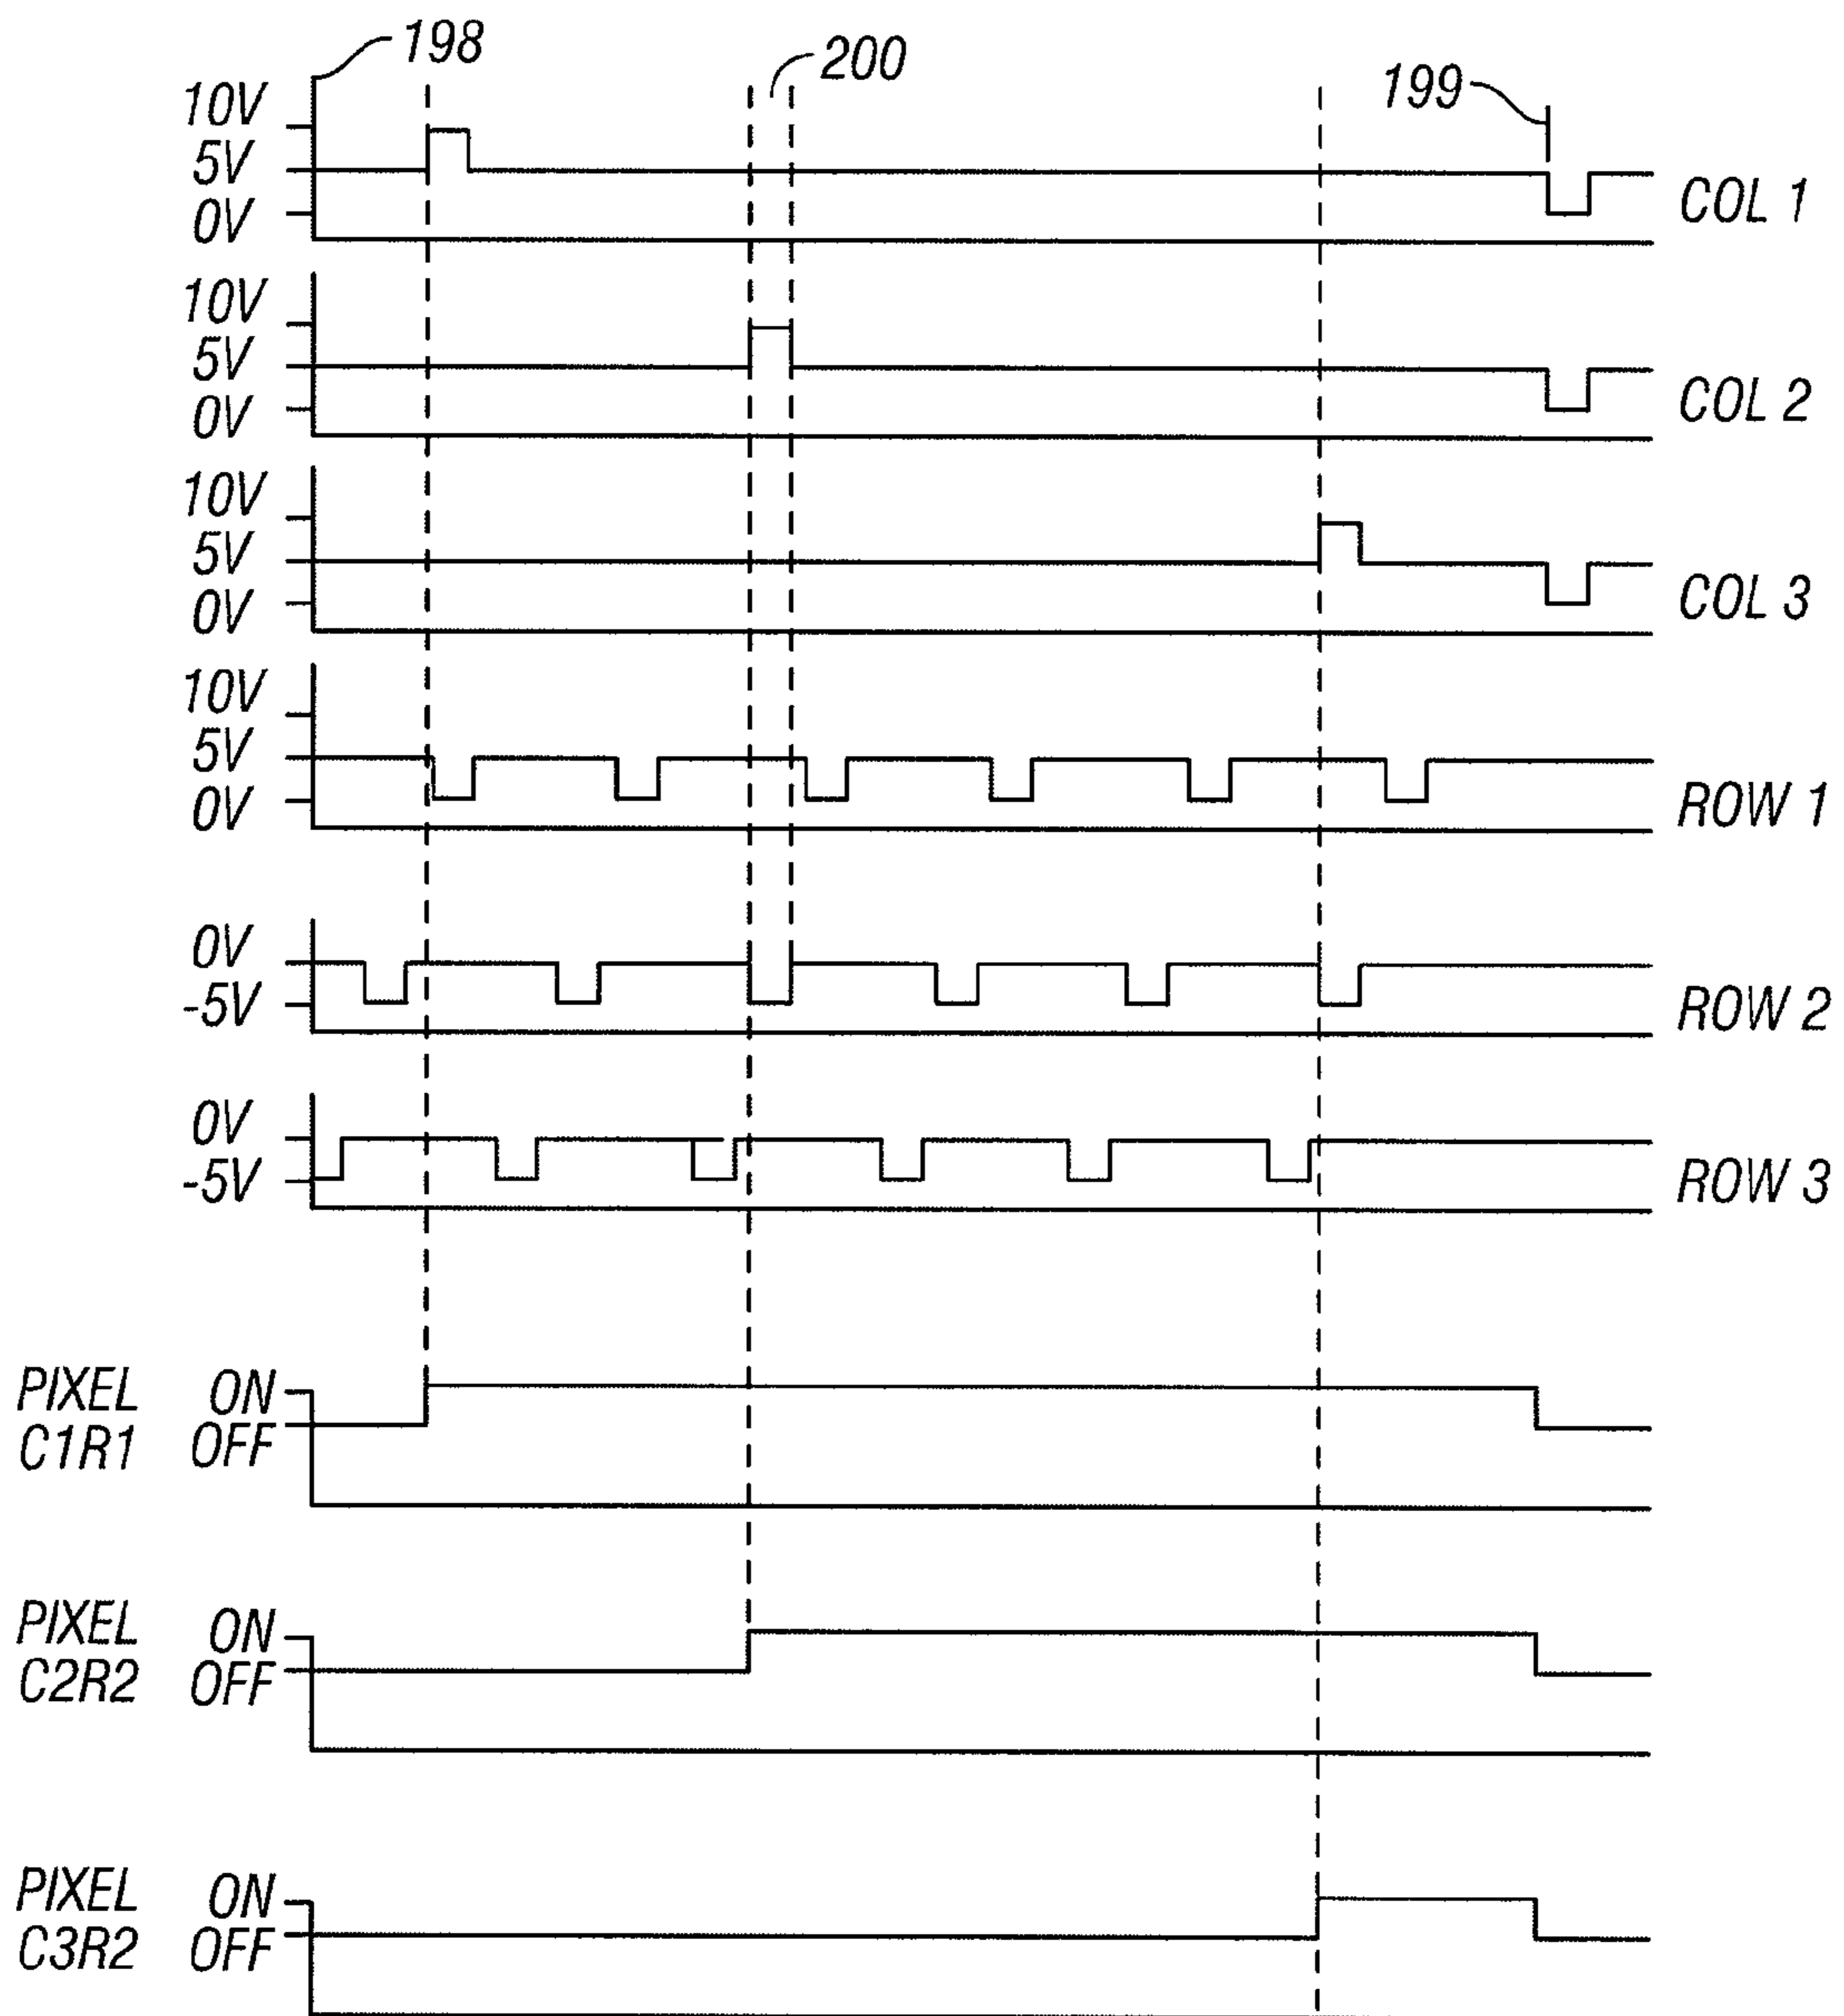 198
200
199
10V
5V
0V
COL 1
10V
5V
0V
COL 2
10V
5V
0V
COL 3
10V
5V
0V
ROW 1
0V
-5V
ROW 2
0V
-5V
ROW 3
PIXEL ON
C1R1 OFF
PIXEL ON
C2R2 OFF
PIXEL ON
C3R2 OFF